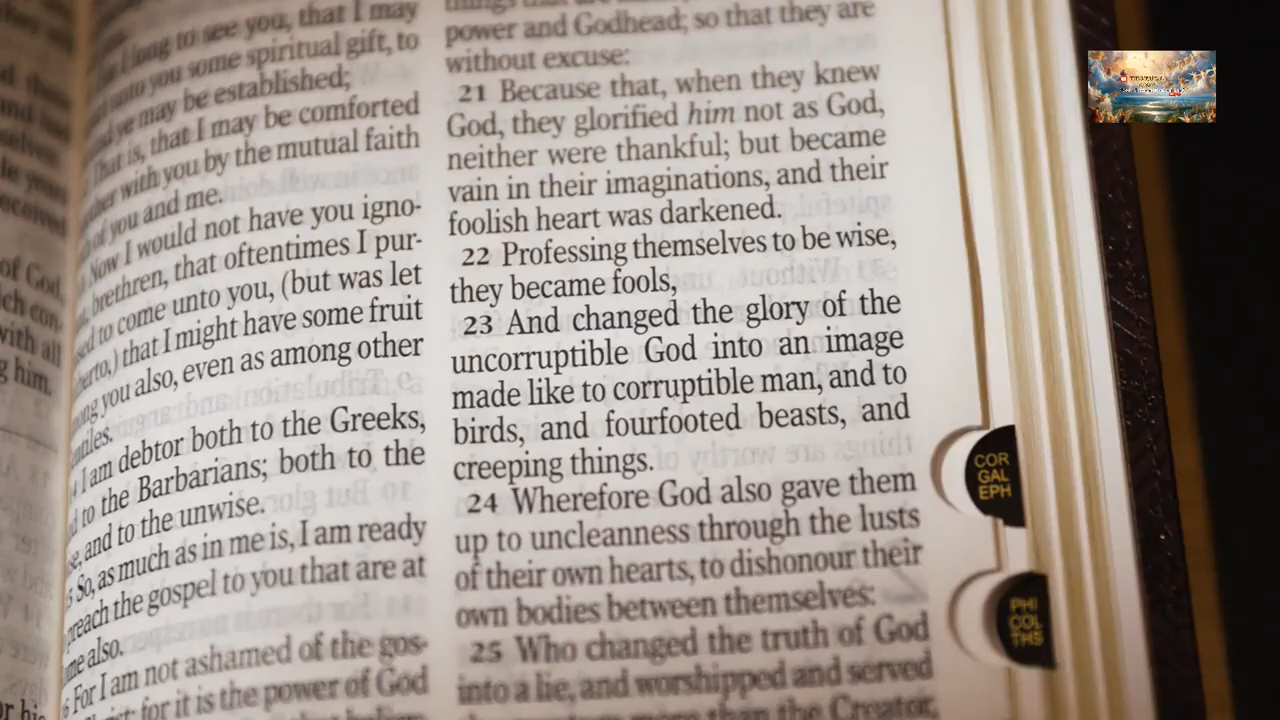 of God
with all
g him.
long to see you, that I may
unto you some spiritual gift, to
ye may be established;
is, that I may be comforted
with you by the mutual faith
of you and me.
Now I would not have you igno-
brethren, that oftentimes I pur-
to come unto you, (but was let
that I might have some fruit
you also, even as among other
I am debtor both to the Greeks,
to the Barbarians; both to the
and to the unwise.
So, as much as in me is, I am ready
preach the gospel to you that are at
me also.
For I am not ashamed of the gos-
for it is the power of God
power and Godhead; so that they are
without excuse:
21 Because that, when they knew
God, they glorified him not as God,
neither were thankful; but became
vain in their imaginations, and their
foolish heart was darkened.
22 Professing themselves to be wise,
they became fools,
23 And changed the glory of the
uncorruptible God into an image
made like to corruptible man, and to
birds, and fourfooted beasts, and
creeping things.
24 Wherefore God also gave them
up to uncleanness through the lusts
of their own hearts, to dishonour their
own bodies between themselves:
25 Who changed the truth of God
into a lie, and worshipped and served
more than the Creator,
COR
GAL
EPH
PHI
COL
THS